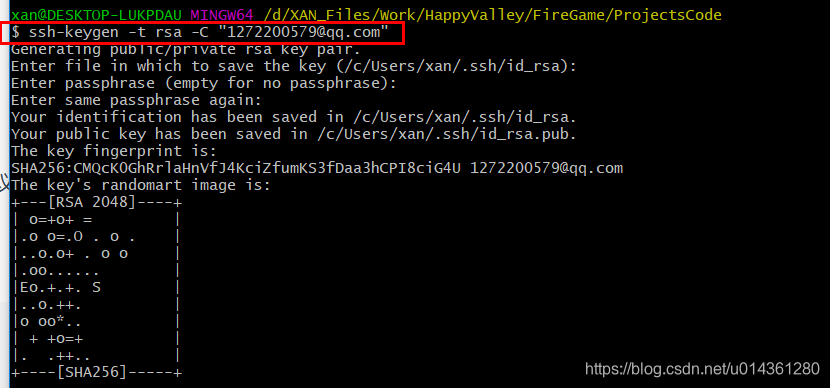 xan@DESKTOP-LUKPDAU MINGW64 /d/XAN_Files/Work/HappyValley/FireGame/ProjectsCode
$ ssh-keygen -t rsa -C "1272200579@qq.com"
Generating public/private rsa key pair.
Enter file in which to save the key (/c/Users/xan/.ssh/id_rsa):
Enter passphrase (empty for no passphrase):
Enter same passphrase again:
Your identification has been saved in /c/Users/xan/.ssh/id_rsa.
Your public key has been saved in /c/Users/xan/.ssh/id_rsa.pub.
The key fingerprint is:
SHA256:CMQcK0GhRrlaHnVfJ4KciZfumKS3fDaa3hCPI8ciG4U 1272200579@qq.com
The key's randomart image is:
+---[RSA 2048]----+
| o=+o+ =         |
|.o o=.O . o .    |
|..o.o+ . o o     |
|.oo......        |
|Eo.+.+. S        |
|..o.++.          |
|o oo*..          |
| + +o=+          |
|. .++..          |
+----[SHA256]-----+
https://blog.csdn.net/u014361280